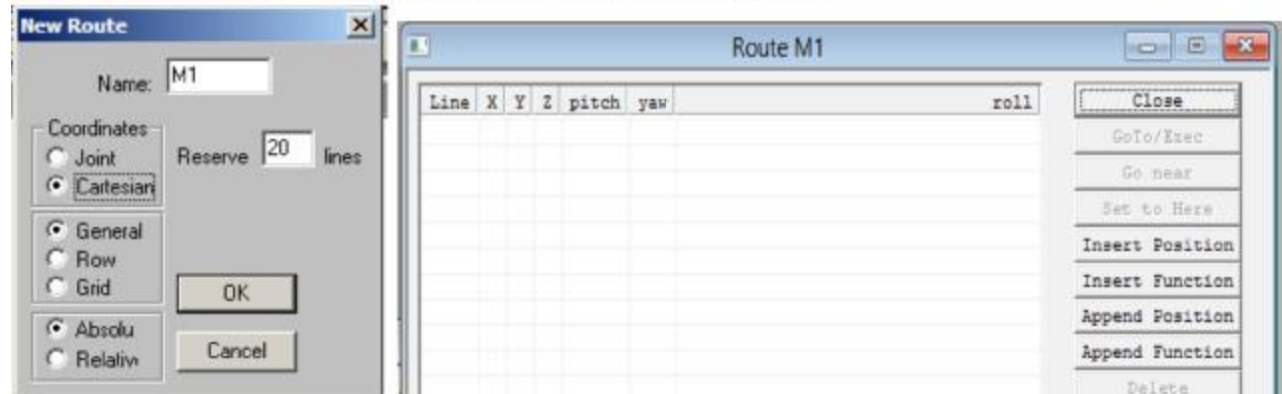 New Route
Name: M1
Coordinates
Joint
Cartesian
Reserve 20 lines
General
Row
Grid
OK
Absolu
Relativ
Cancel
Route M1
Line X Y Z pitch yaw roll
Close
GoTo/Exec
Go near
Set to Here
Insert Position
Insert Function
Append Position
Append Function
Delete